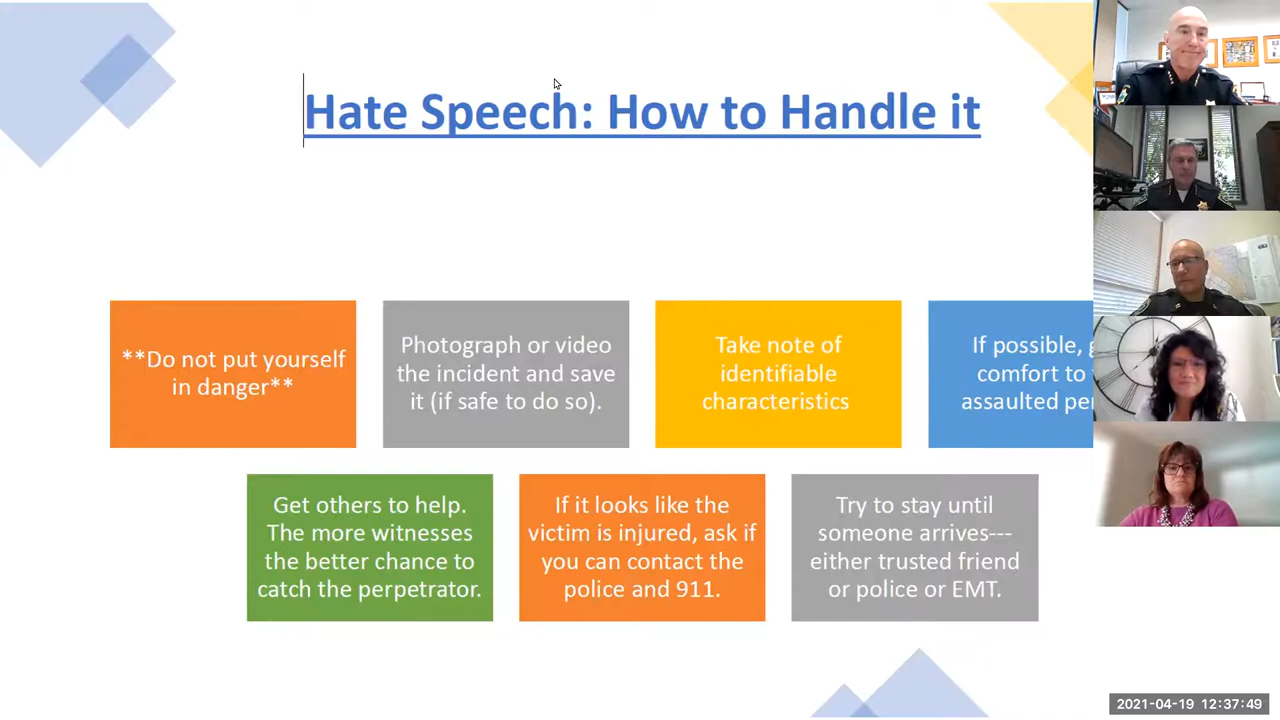 Hate Speech: How to Handle it
**Do not put yourself
in danger**
Photograph or video
the incident and save
it (if safe to do so).
Take note of
identifiable
characteristics
If possible,
comfort to
assaulted
Get others to help.
The more witnesses
the better chance to
catch the perpetrator.
If it looks like the
victim is injured, ask if
you can contact the
police and 911.
Try to stay until
someone arrives---
either trusted friend
or police or EMT.
2021-04-19 12:37:49